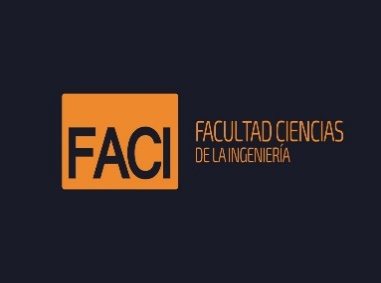 FACI
FACULTAD CIENCIAS
DE LA INGENIERÍA